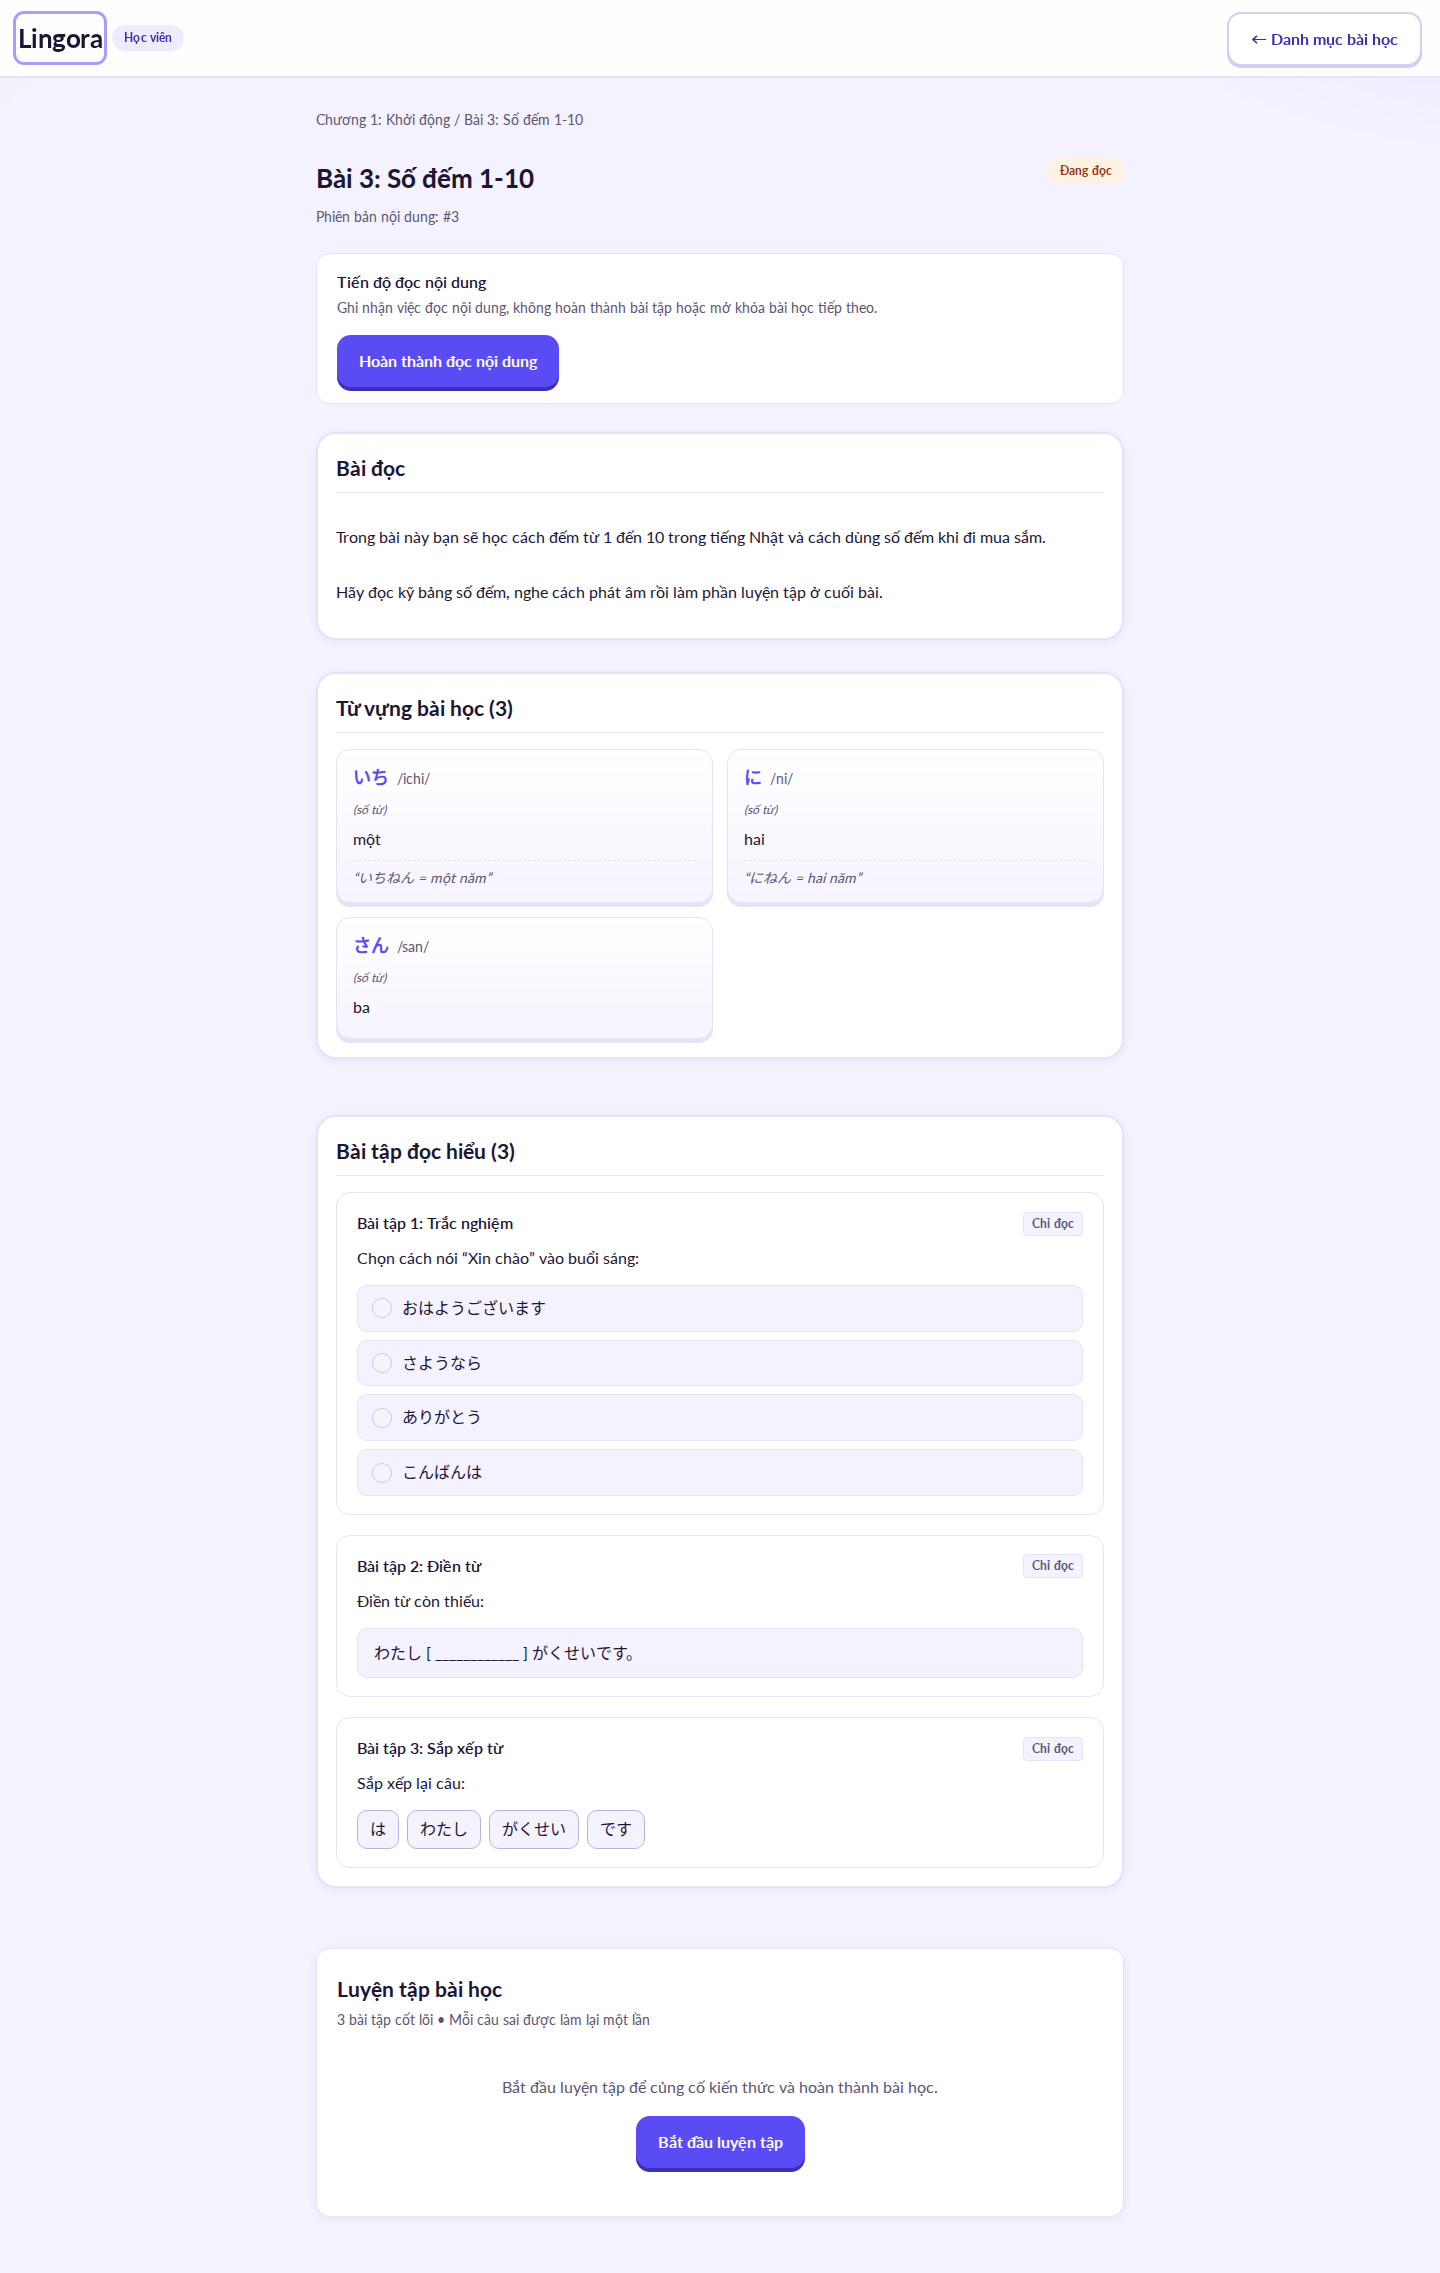 Lingora
Học viên
← Danh mục bài học
Chương 1: Khởi động / Bài 3: Số đếm 1-10
Bài 3: Số đếm 1-10
Đang đọc
Phiên bản nội dung: #3
Tiến độ đọc nội dung
Ghi nhận việc đọc nội dung, không hoàn thành bài tập hoặc mở khóa bài học tiếp theo.
Hoàn thành đọc nội dung
Bài đọc
Trong bài này bạn sẽ học cách đếm từ 1 đến 10 trong tiếng Nhật và cách dùng số đếm khi đi mua sắm.
Hãy đọc kỹ bảng số đếm, nghe cách phát âm rồi làm phần luyện tập ở cuối bài.
Từ vựng bài học (3)
いち /ichi/
(số từ)
một
“いちねん = một năm”
に /ni/
(số từ)
hai
“にねん = hai năm”
さん /san/
(số từ)
ba
Bài tập đọc hiểu (3)
Bài tập 1: Trắc nghiệm
Chỉ đọc
Chọn cách nói “Xin chào” vào buổi sáng:
おはようございます
さようなら
ありがとう
こんばんは
Bài tập 2: Điền từ
Chỉ đọc
Điền từ còn thiếu:
わたし [ ____________ ] がくせいです。
Bài tập 3: Sắp xếp từ
Chỉ đọc
Sắp xếp lại câu:
は わたし がくせい です
Luyện tập bài học
3 bài tập cốt lõi • Mỗi câu sai được làm lại một lần
Bắt đầu luyện tập để củng cố kiến thức và hoàn thành bài học.
Bắt đầu luyện tập